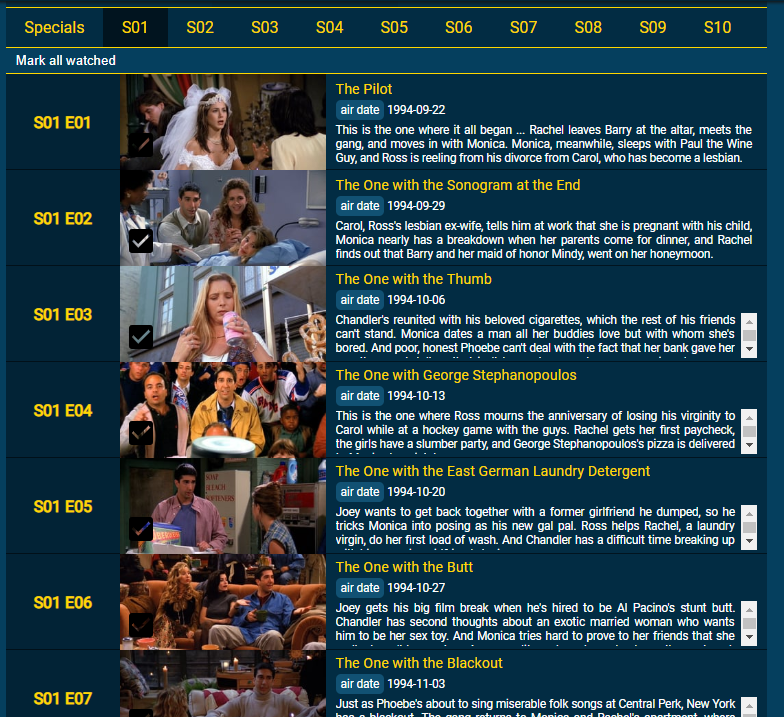 Specials S01 S02 S03 S04 S05 S06 S07 S08 S09 S10
Mark all watched
S01 E01
The Pilot
air date 1994-09-22
This is the one where it all began ... Rachel leaves Barry at the altar, meets the
gang, and moves in with Monica. Monica, meanwhile, sleeps with Paul the Wine
Guy, and Ross is reeling from his divorce from Carol, who has become a lesbian.
S01 E02
The One with the Sonogram at the End
air date 1994-09-29
Carol, Ross's lesbian ex-wife, tells him at work that she is pregnant with his child,
Monica nearly has a breakdown when her parents come for dinner, and Rachel
finds out that Barry and her maid of honor Mindy, went on her honeymoon.
S01 E03
The One with the Thumb
air date 1994-10-06
Chandler's reunited with his beloved cigarettes, which the rest of his friends
can't stand. Monica dates a man all her buddies love but with whom she's
bored. And poor, honest Phoebe can't deal with the fact that her bank gave her
S01 E04
The One with George Stephanopoulos
air date 1994-10-13
This is the one where Ross mourns the anniversary of losing his virginity to
Carol while at a hockey game with the guys. Rachel gets her first paycheck,
the girls have a slumber party, and George Stephanopoulos's pizza is delivered
S01 E05
The One with the East German Laundry Detergent
air date 1994-10-20
Joey wants to get back together with a former girlfriend he dumped, so he
tricks Monica into posing as his new gal pal. Ross helps Rachel, a laundry
virgin, do her first load of wash. And Chandler has a difficult time breaking up
S01 E06
The One with the Butt
air date 1994-10-27
Joey gets his big film break when he's hired to be Al Pacino's stunt butt.
Chandler has second thoughts about an exotic married woman who wants
him to be her sex toy. And Monica tries hard to prove to her friends that she
S01 E07
The One with the Blackout
air date 1994-11-03
Just as Phoebe's about to sing miserable folk songs at Central Perk, New York
has a blackout. The gang returns to Monica and Rachel's apartment, where